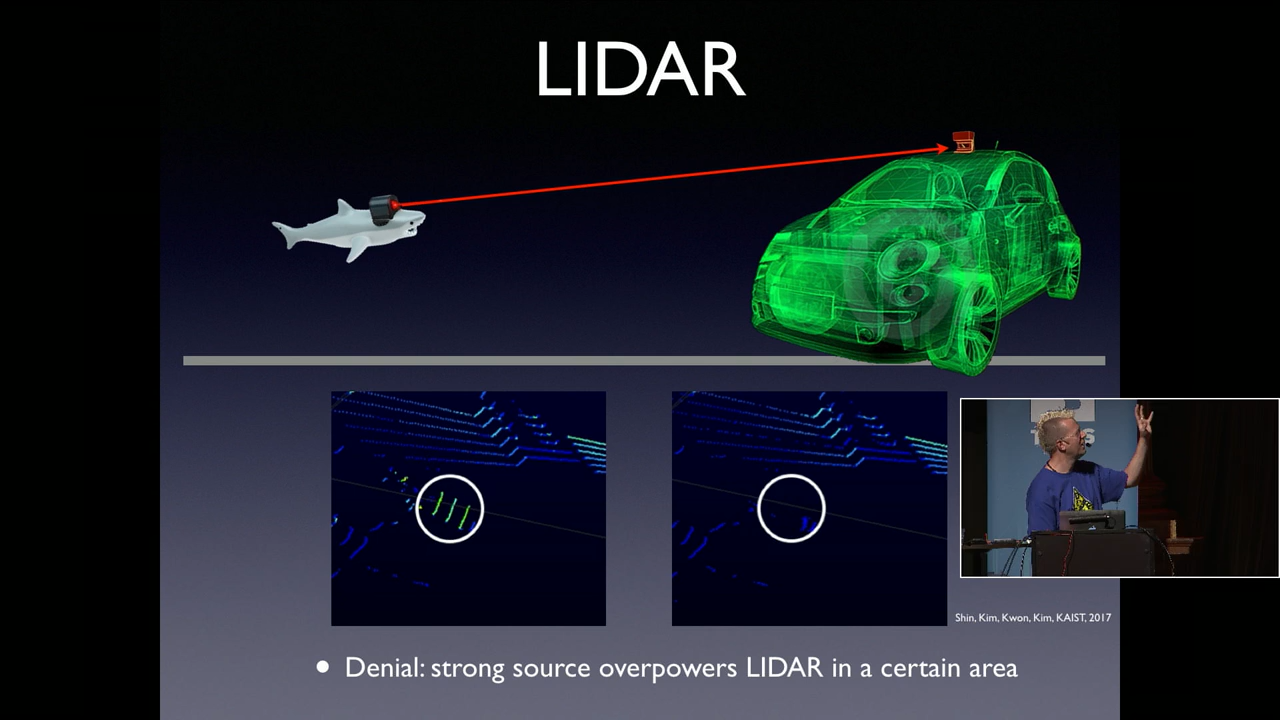 LIDAR
Shin, Kim, Kwon, Kim, KAIST, 2017
• Denial: strong source overpowers LIDAR in a certain area